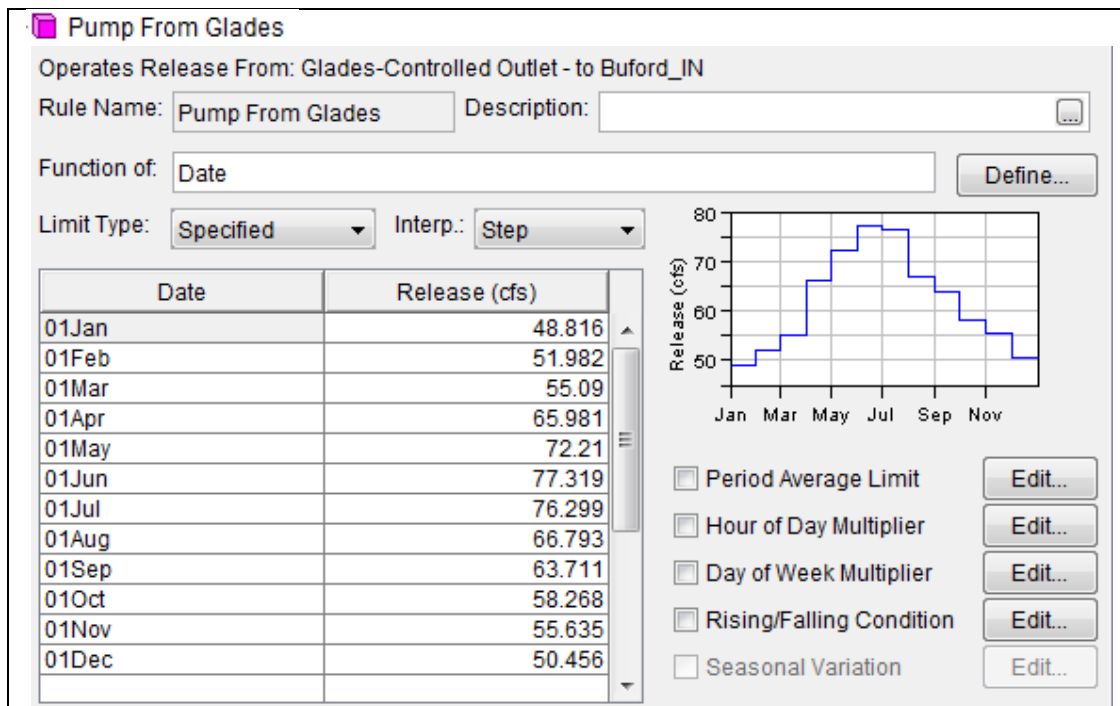 Pump From Glades
Operates Release From: Glades-Controlled Outlet - to Buford_IN
Rule Name: Pump From Glades Description: ...
Function of: Date Define...
Limit Type: Specified Interp.: Step
Date Release (cfs)
01Jan 48.816
01Feb 51.982
01Mar 55.09
01Apr 65.981
01May 72.21
01Jun 77.319
01Jul 76.299
01Aug 66.793
01Sep 63.711
01Oct 58.268
01Nov 55.635
01Dec 50.456
Release (cfs)
80
70
60
50
Jan Mar May Jul Sep Nov
Period Average Limit Edit...
Hour of Day Multiplier Edit...
Day of Week Multiplier Edit...
Rising/Falling Condition Edit...
Seasonal Variation Edit...